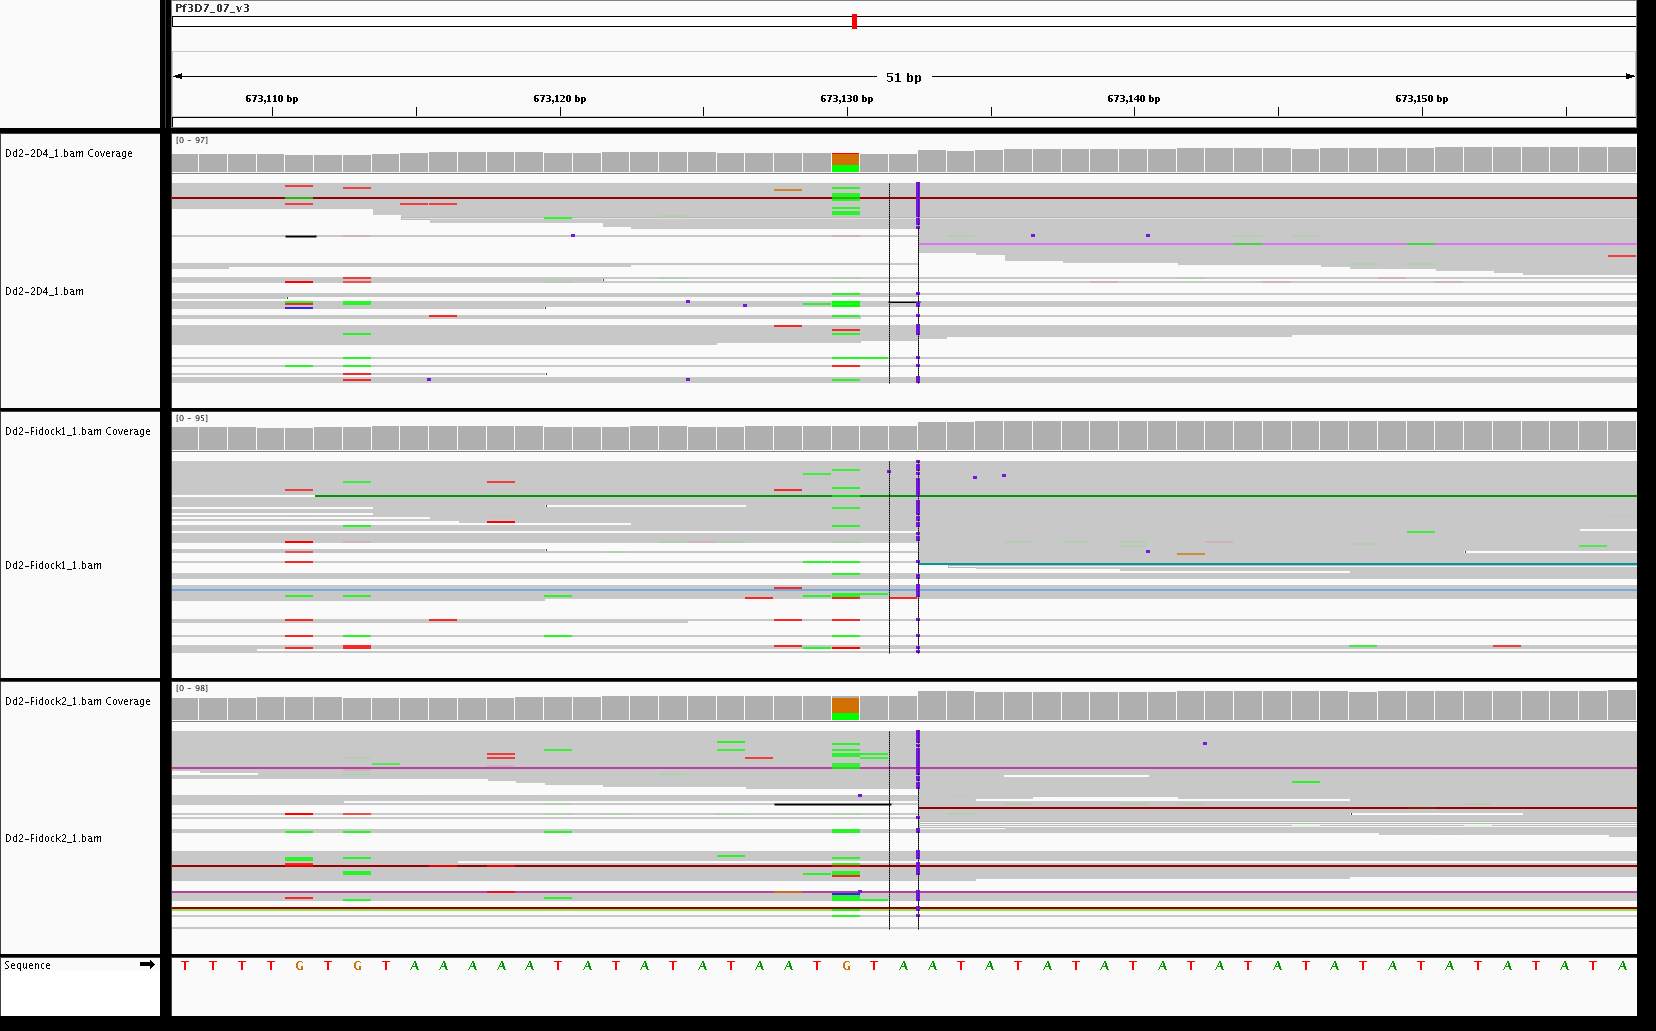 Pf3D7_07_v3
51 bp
673,110 bp 673,120 bp 673,130 bp 673,140 bp 673,150 bp
[0 - 97]
Dd2-2D4_1.bam Coverage
Dd2-2D4_1.bam
[0 - 95]
Dd2-Fidock1_1.bam Coverage
Dd2-Fidock1_1.bam
[0 - 98]
Dd2-Fidock2_1.bam Coverage
Dd2-Fidock2_1.bam
Sequence T T T T G T G T A A A A A T A T A T A T A A T G T A A T A T A T A T A T A T A T A T A T A T A T A T A